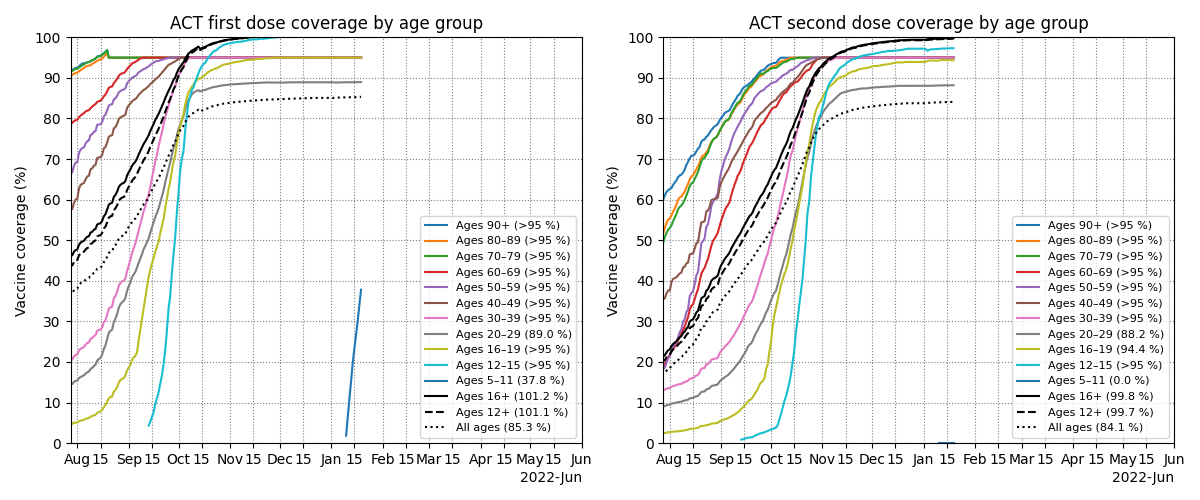 ACT first dose coverage by age group
Vaccine coverage (%)
100
90
80
70
60
50
40
30
20
10
0
Ages 90+ (>95 %)
Ages 80–89 (>95 %)
Ages 70–79 (>95 %)
Ages 60–69 (>95 %)
Ages 50–59 (>95 %)
Ages 40–49 (>95 %)
Ages 30–39 (>95 %)
Ages 20–29 (89.0 %)
Ages 16–19 (>95 %)
Ages 12–15 (>95 %)
Ages 5–11 (37.8 %)
Ages 16+ (101.2 %)
Ages 12+ (101.1 %)
All ages (85.3 %)
Aug 15 Sep 15 Oct 15 Nov 15 Dec 15 Jan 15 Feb 15 Mar 15 Apr 15 May 15 Jun
2022-Jun
ACT second dose coverage by age group
Vaccine coverage (%)
100
90
80
70
60
50
40
30
20
10
0
Ages 90+ (>95 %)
Ages 80–89 (>95 %)
Ages 70–79 (>95 %)
Ages 60–69 (>95 %)
Ages 50–59 (>95 %)
Ages 40–49 (>95 %)
Ages 30–39 (>95 %)
Ages 20–29 (88.2 %)
Ages 16–19 (94.4 %)
Ages 12–15 (>95 %)
Ages 5–11 (0.0 %)
Ages 16+ (99.8 %)
Ages 12+ (99.7 %)
All ages (84.1 %)
Aug 15 Sep 15 Oct 15 Nov 15 Dec 15 Jan 15 Feb 15 Mar 15 Apr 15 May 15 Jun
2022-Jun